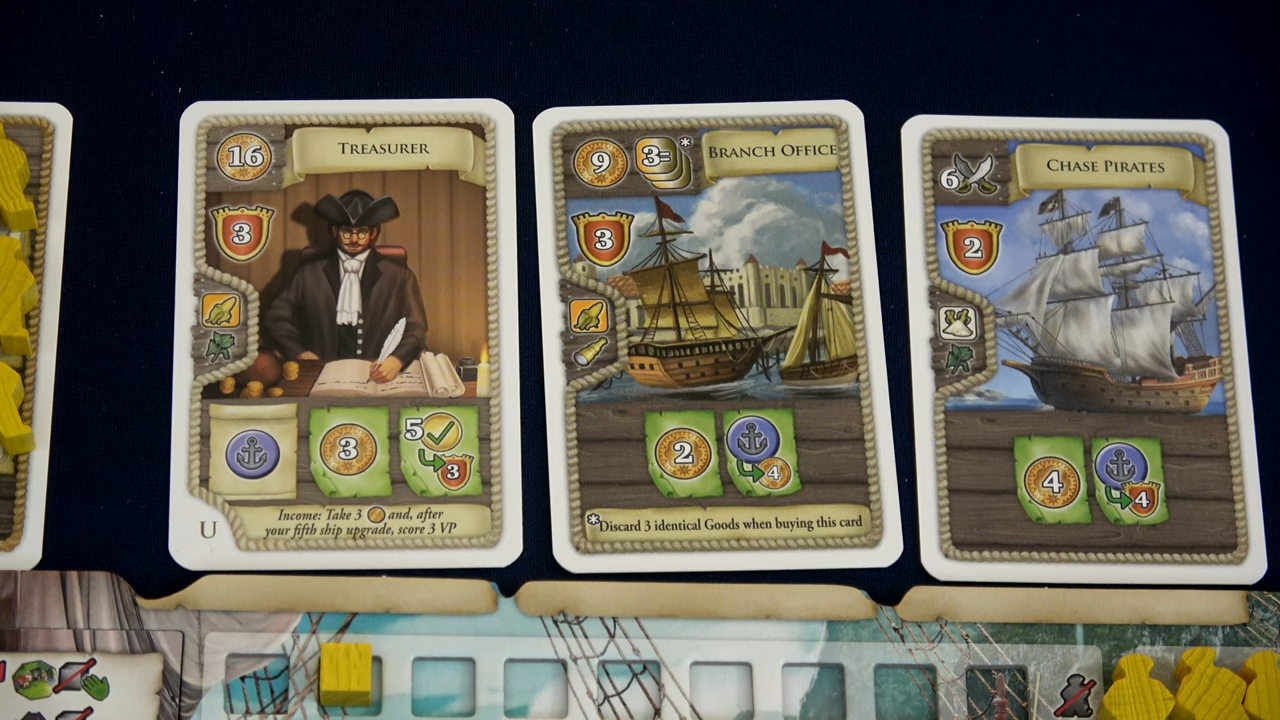 16
TREASURER
3
3
5
3
U
Income: Take 3 and, after
your fifth ship upgrade, score 3 VP
9
3=
*
BRANCH OFFICE
3
2
4
*Discard 3 identical Goods when buying this card
6
CHASE PIRATES
2
4
4